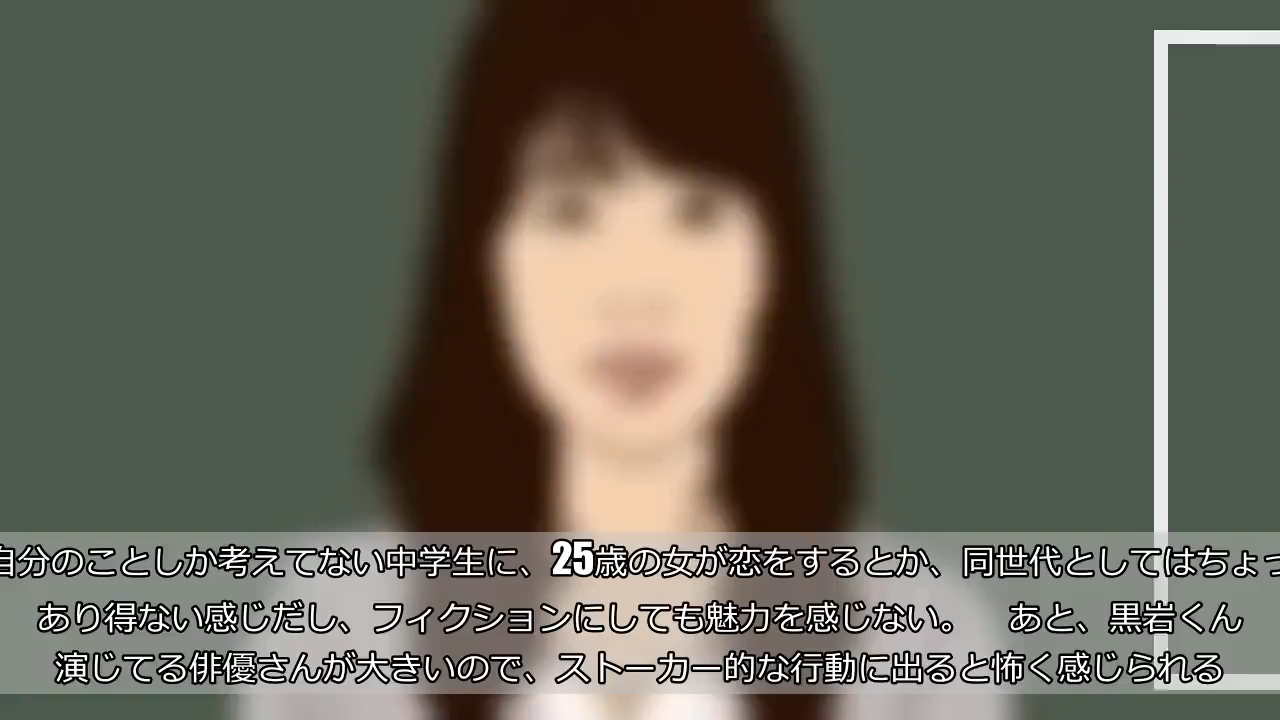 自分のことしか考えてない中学生に、25歳の女が恋をするとか、同世代としてはちょっ
あり得ない感じだし、フィクションにしても魅力を感じない。　あと、黒岩くん
演じてる俳優さんが大きいので、ストーカー的な行動に出ると怖く感じられる